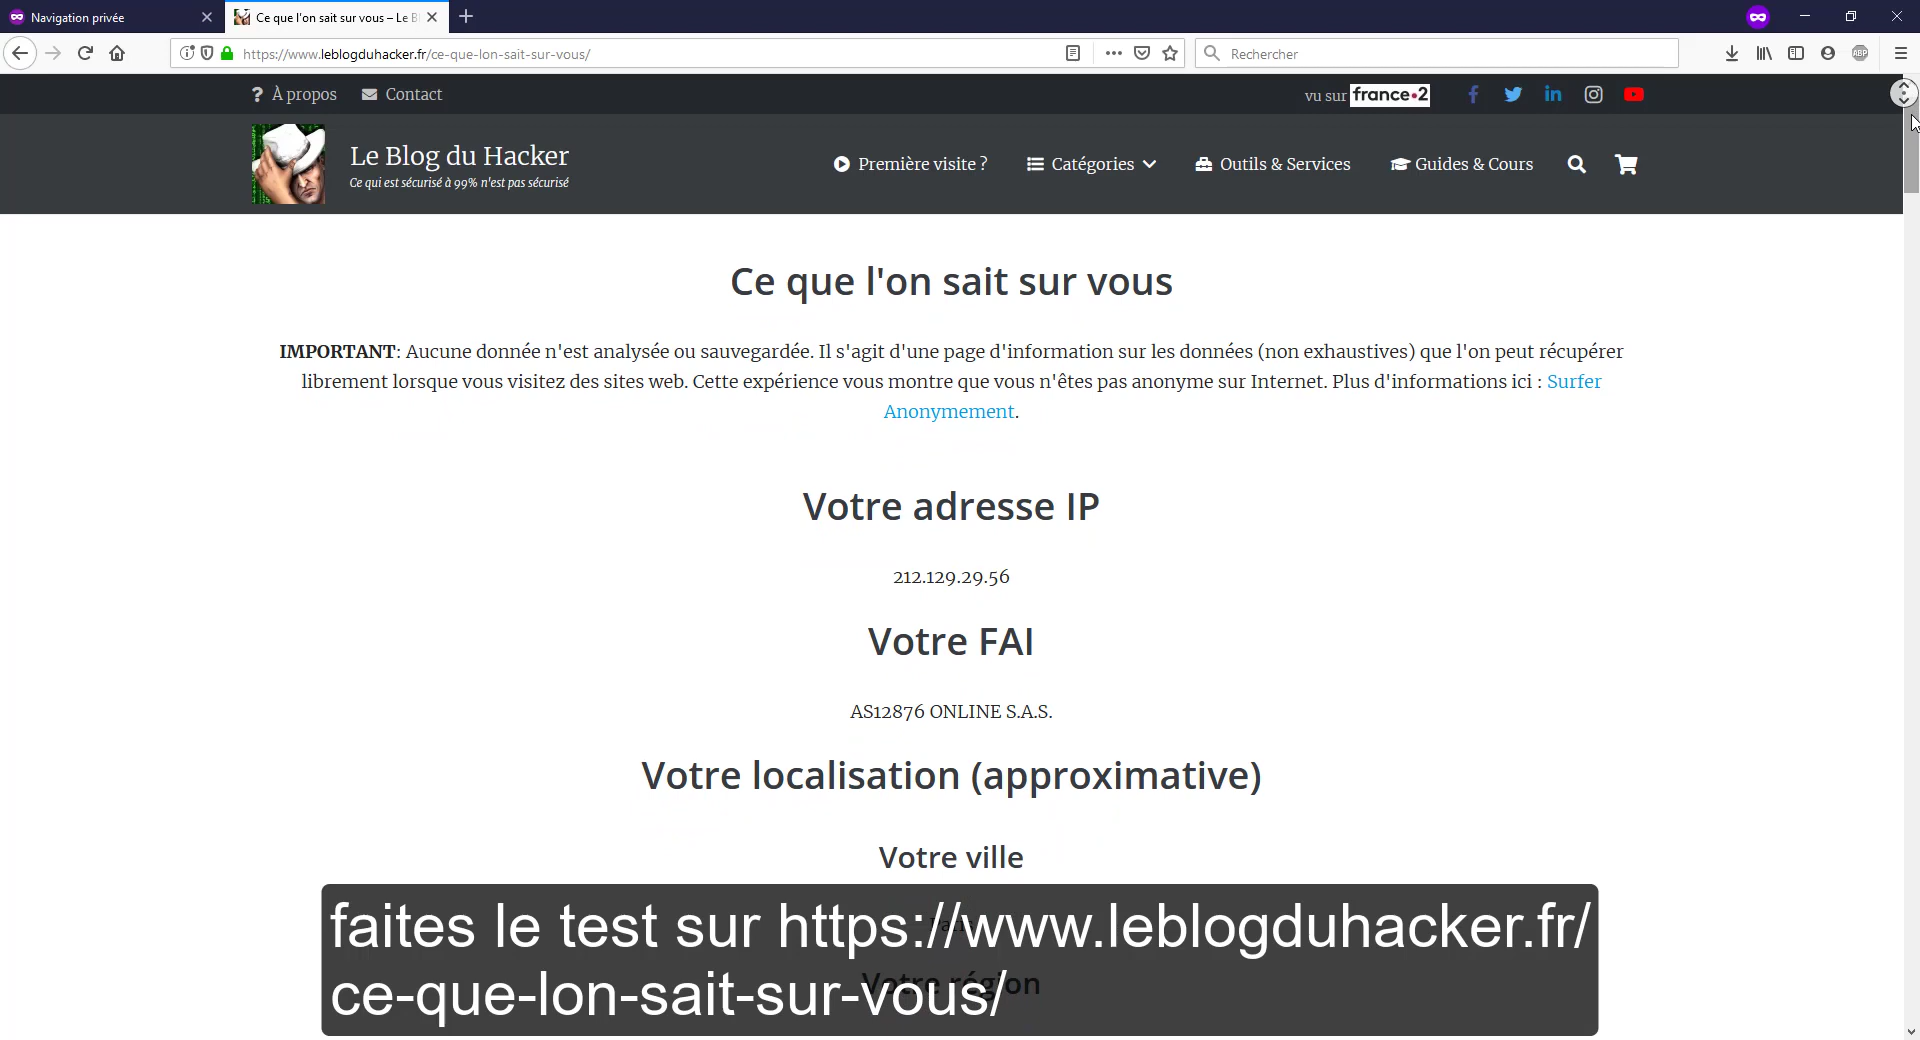 Navigation privée
Ce que l'on sait sur vous – Le B
https://www.leblogduhacker.fr/ce-que-lon-sait-sur-vous/
Rechercher
ABP
? À propos
Contact
vu sur france•2
Le Blog du Hacker
Ce qui est sécurisé à 99% n'est pas sécurisé
Première visite ?
Catégories
Outils & Services
Guides & Cours
Ce que l'on sait sur vous
IMPORTANT: Aucune donnée n'est analysée ou sauvegardée. Il s'agit d'une page d'information sur les données (non exhaustives) que l'on peut récupérer
librement lorsque vous visitez des sites web. Cette expérience vous montre que vous n'êtes pas anonyme sur Internet. Plus d'informations ici : Surfer
Anonymement.
Votre adresse IP
212.129.29.56
Votre FAI
AS12876 ONLINE S.A.S.
Votre localisation (approximative)
Votre ville
faites le test sur https://www.leblogduhacker.fr/
Votre région
ce-que-lon-sait-sur-vous/